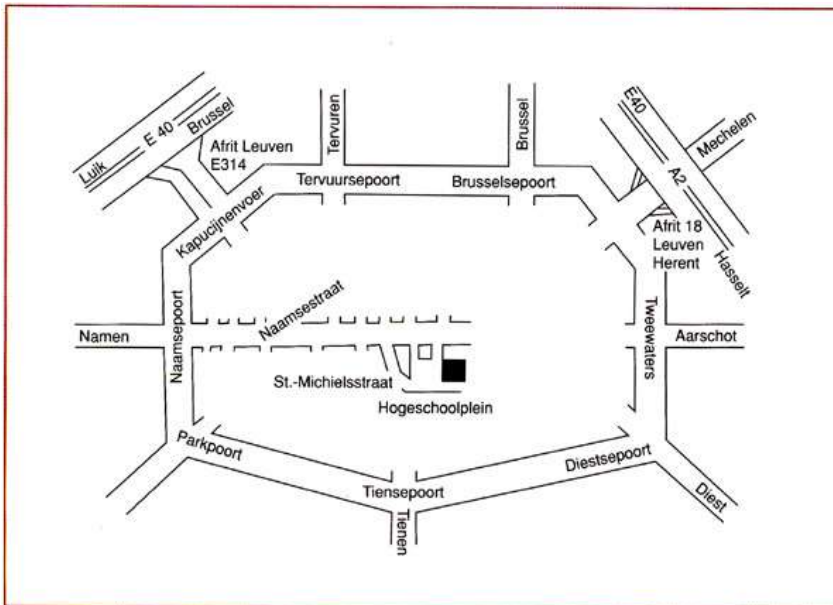 Luik
E 40
Brussel
Afrit Leuven
E314
Tervuren
Brussel
E40
A2
Mechelen
Afrit 18
Leuven
Herent
Hasselt
Kapucijnenvoer
Tervuursepoort
Brusselsepoort
Namen
Naamsepoort
Naamsestraat
St.-Michielsstraat
Hogeschoolplein
Tweewaters
Aarschot
Parkpoort
Tiensepoort
Tienen
Diestsepoort
Diest